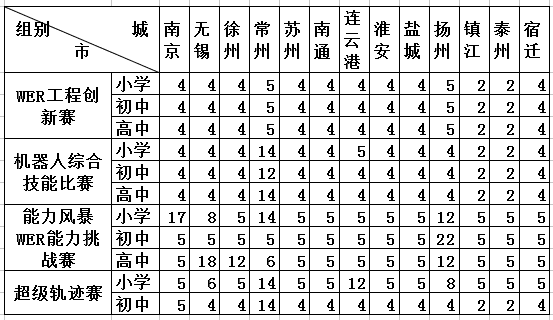 组别 城市 南京 无锡 徐州 常州 苏州 南通 连云港 淮安 盐城 扬州 镇江 泰州 宿迁
WER工程创新赛 小学 4 4 4 5 4 4 4 4 4 5 2 2 4
初中 4 4 4 5 4 4 4 4 4 5 2 2 4
高中 4 4 4 5 4 4 4 4 4 5 2 2 4
机器人综合技能比赛 小学 4 4 4 14 4 4 5 4 4 4 2 2 4
初中 4 4 4 12 4 4 4 4 4 4 2 2 4
高中 4 4 4 14 4 4 4 4 4 4 2 2 4
能力风暴WER能力挑战赛 小学 17 8 5 14 5 5 5 5 5 12 5 5 5
初中 5 5 5 5 5 5 5 5 5 22 5 5 5
高中 5 18 12 6 5 5 5 5 5 12 5 5 5
超级轨迹赛 小学 5 6 5 14 5 5 12 5 5 8 5 5 5
初中 5 4 4 14 4 4 4 4 4 4 2 2 4